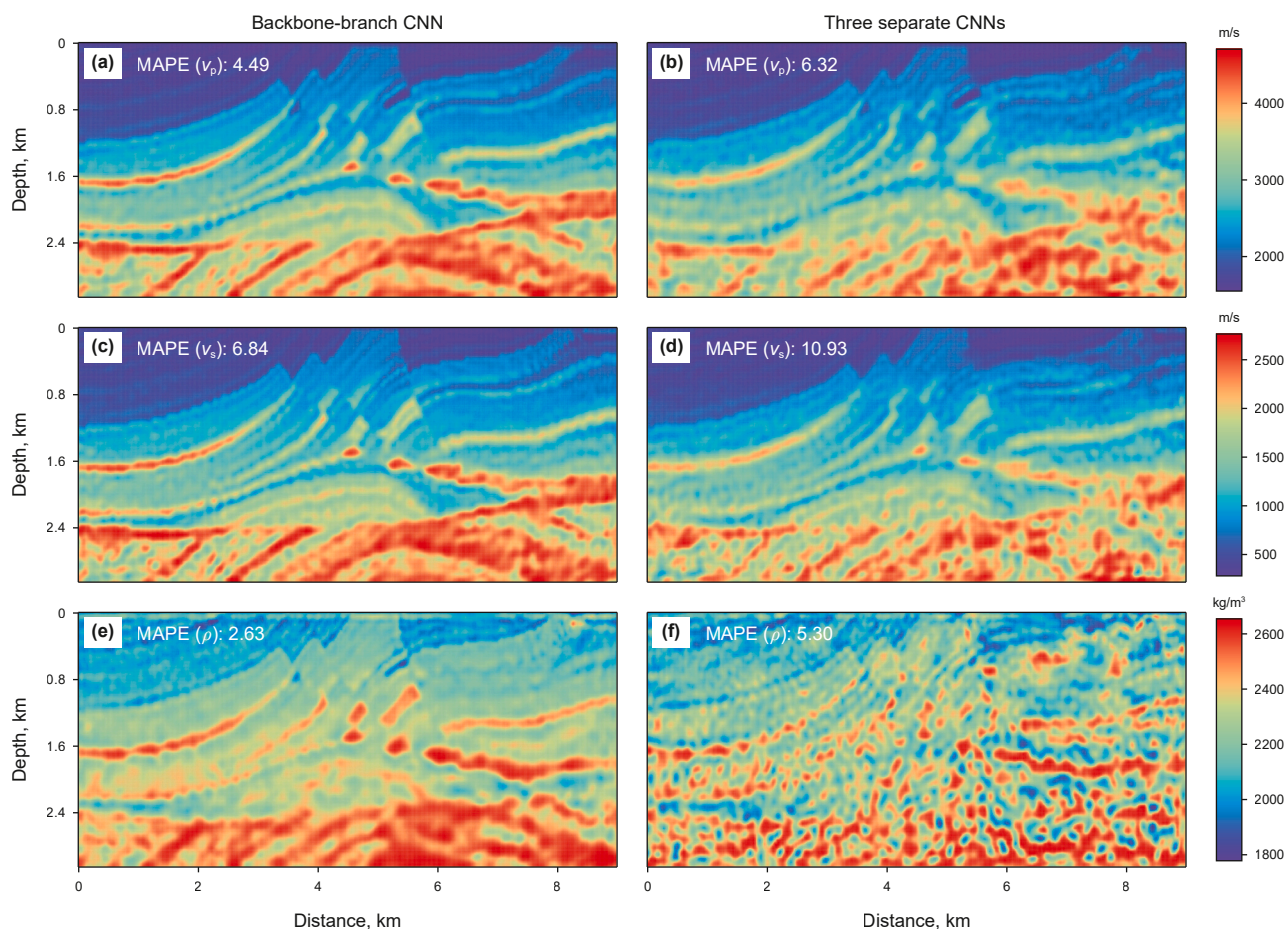 Backbone-branch CNN
Three separate CNNs
(a) MAPE (vₚ): 4.49
(b) MAPE (vₚ): 6.32
m/s
4000
3000
2000
0
0.8
1.6
2.4
Depth, km
(c) MAPE (vₛ): 6.84
(d) MAPE (vₛ): 10.93
m/s
2500
2000
1500
1000
500
0
0.8
1.6
2.4
Depth, km
(e) MAPE (ρ): 2.63
(f) MAPE (ρ): 5.30
kg/m³
2600
2400
2200
2000
1800
0
0.8
1.6
2.4
Depth, km
0 2 4 6 8
0 2 4 6 8
Distance, km
Distance, km